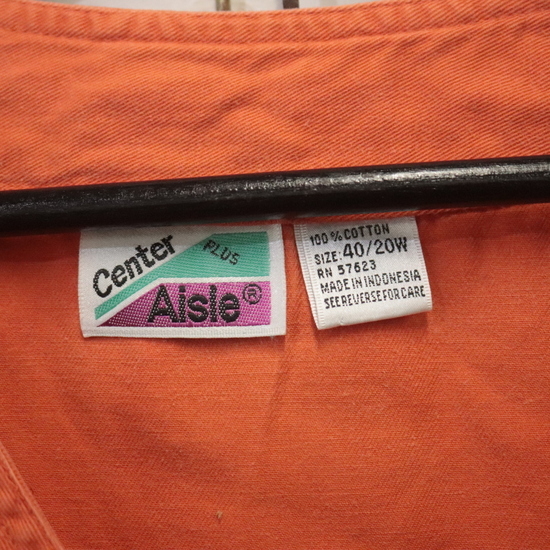 Center
PLUS
Aisle®
100% COTTON
SIZE: 40/20W
RN 57623
MADE IN INDONESIA
SEE REVERSE FOR CARE